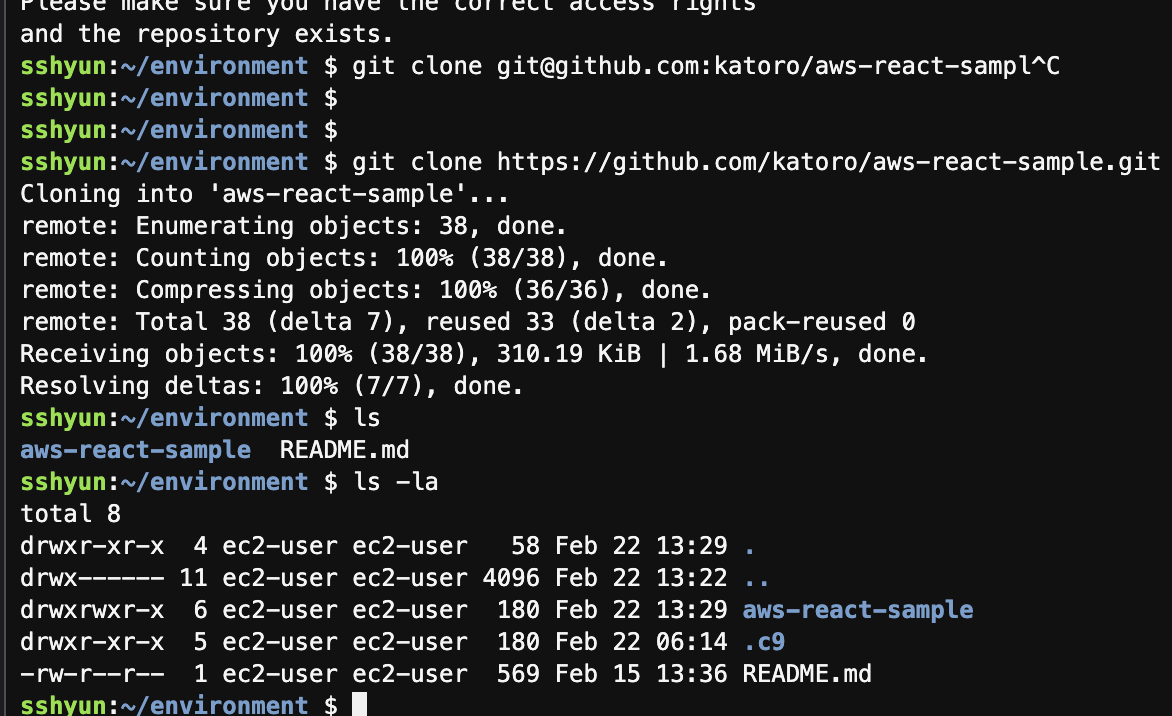 Please make sure you have the correct access rights
and the repository exists.
sshyun:~/environment $ git clone git@github.com:katoro/aws-react-sampl^C
sshyun:~/environment $
sshyun:~/environment $
sshyun:~/environment $ git clone https://github.com/katoro/aws-react-sample.git
Cloning into 'aws-react-sample'...
remote: Enumerating objects: 38, done.
remote: Counting objects: 100% (38/38), done.
remote: Compressing objects: 100% (36/36), done.
remote: Total 38 (delta 7), reused 33 (delta 2), pack-reused 0
Receiving objects: 100% (38/38), 310.19 KiB | 1.68 MiB/s, done.
Resolving deltas: 100% (7/7), done.
sshyun:~/environment $ ls
aws-react-sample  README.md
sshyun:~/environment $ ls -la
total 8
drwxr-xr-x  4 ec2-user ec2-user   58 Feb 22 13:29 .
drwx------ 11 ec2-user ec2-user 4096 Feb 22 13:22 ..
drwxrwxr-x  6 ec2-user ec2-user  180 Feb 22 13:29 aws-react-sample
drwxr-xr-x  5 ec2-user ec2-user  180 Feb 22 06:14 .c9
-rw-r--r--  1 ec2-user ec2-user  569 Feb 15 13:36 README.md
sshyun:~/environment $